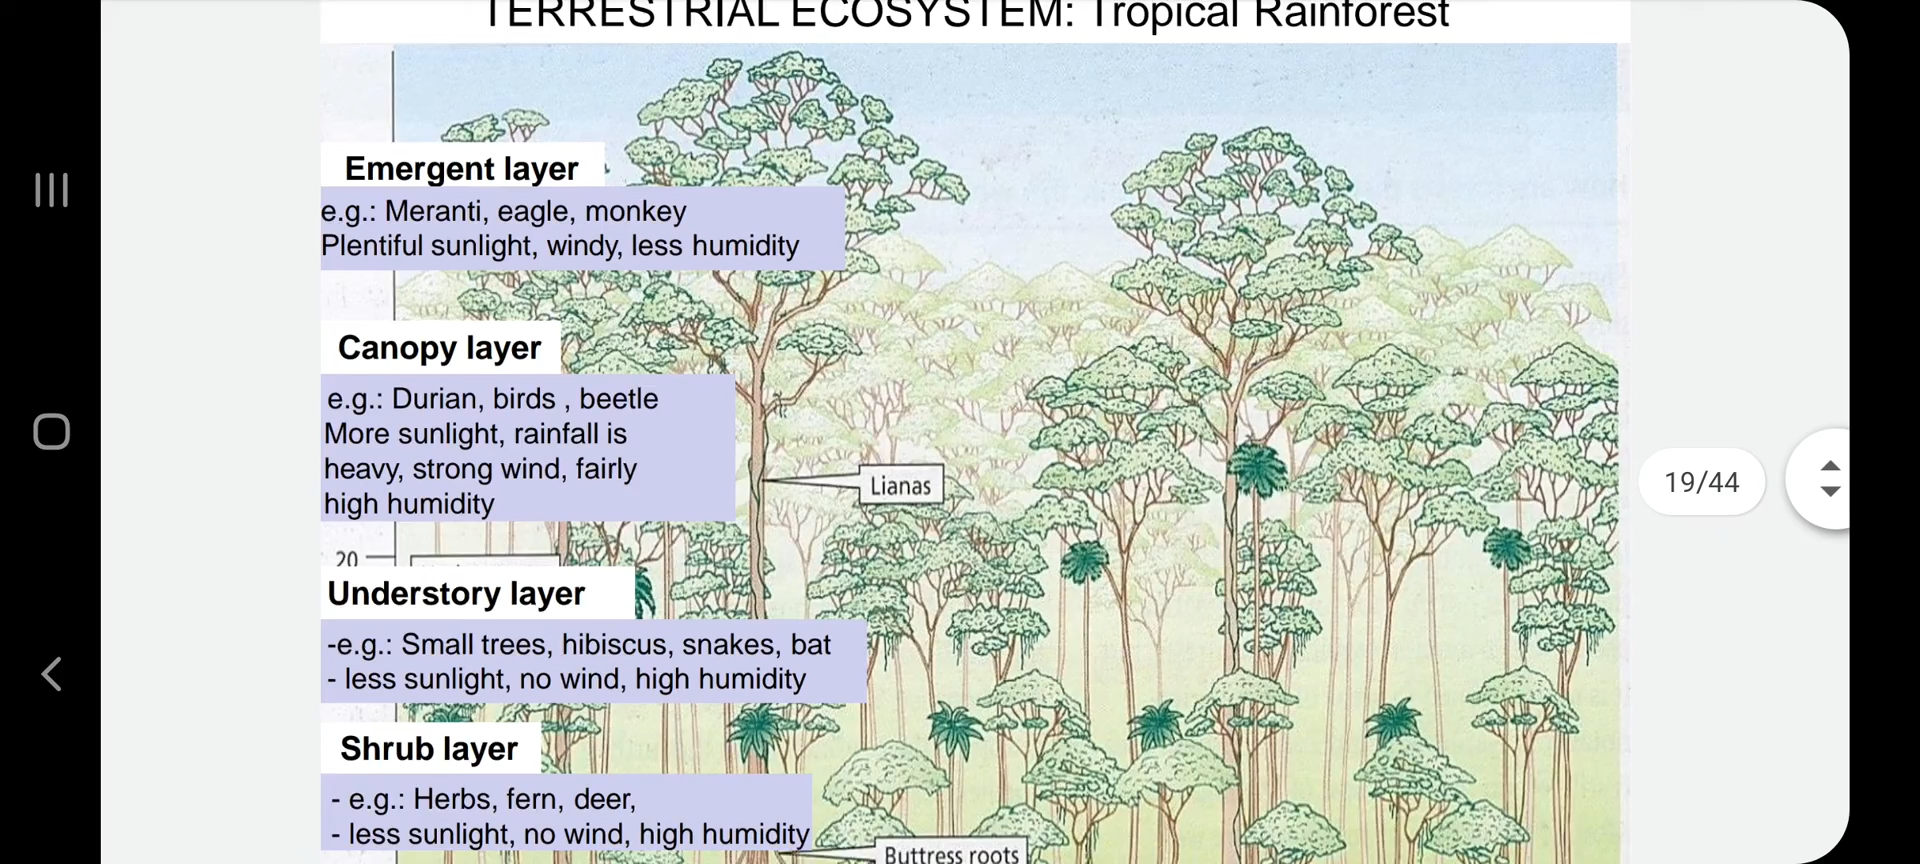 TERRESTRIAL ECOSYSTEM: Tropical Rainforest
Emergent layer
e.g.: Meranti, eagle, monkey
Plentiful sunlight, windy, less humidity
Canopy layer
e.g.: Durian, birds , beetle
More sunlight, rainfall is
heavy, strong wind, fairly
high humidity
Lianas
19/44
20
Understory layer
-e.g.: Small trees, hibiscus, snakes, bat
- less sunlight, no wind, high humidity
Shrub layer
- e.g.: Herbs, fern, deer,
- less sunlight, no wind, high humidity
Buttress roots